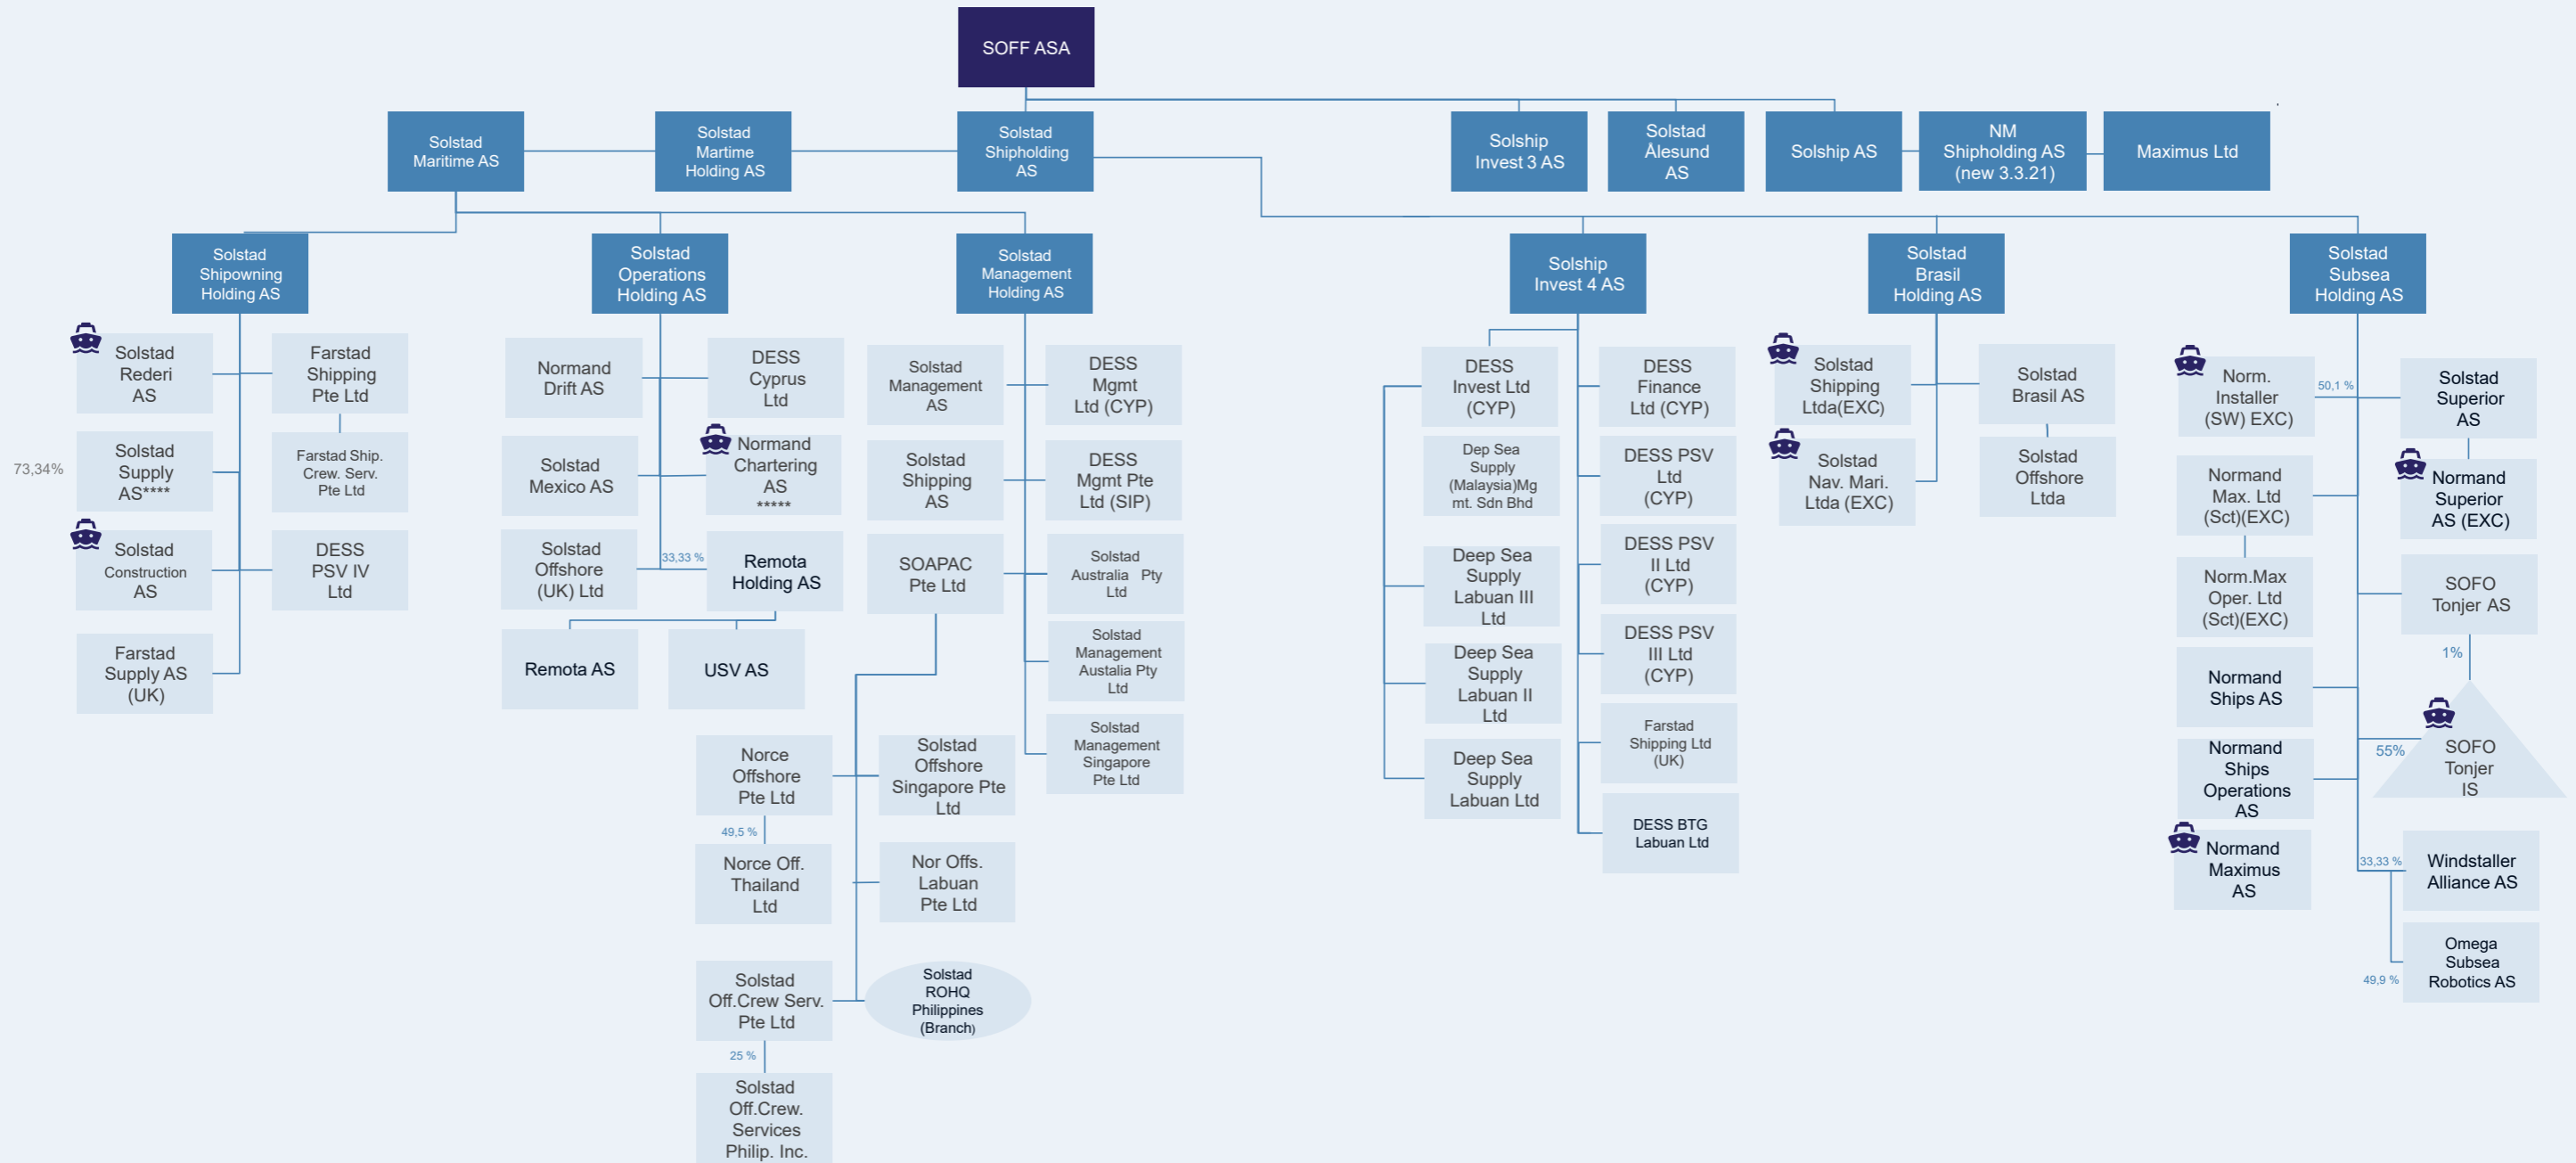 SOFF ASA
Solstad
Maritime AS
Solstad
Martime
Holding AS
Solstad
Shipholding
AS
Solship
Invest 3 AS
Solstad
Ålesund
AS
Solship AS
NM
Shipholding AS
(new 3.3.21)
Maximus Ltd
Solstad
Shipowning
Holding AS
Solstad
Operations
Holding AS
Solstad
Management
Holding AS
Solship
Invest 4 AS
Solstad
Brasil
Holding AS
Solstad
Subsea
Holding AS
Solstad
Rederi
AS
Farstad
Shipping
Pte Ltd
73,34%
Solstad
Supply
AS****
Farstad Ship.
Crew. Serv.
Pte Ltd
Solstad
Construction
AS
DESS
PSV IV
Ltd
Farstad
Supply AS
(UK)
Normand
Drift AS
DESS
Cyprus
Ltd
Solstad
Mexico AS
Normand
Chartering
AS
*****
Solstad
Offshore
(UK) Ltd
33,33 %
Remota
Holding AS
Remota AS
USV AS
Solstad
Management
AS
DESS
Mgmt
Ltd (CYP)
Solstad
Shipping
AS
DESS
Mgmt Pte
Ltd (SIP)
SOAPAC
Pte Ltd
Solstad
Australia Pty
Ltd
Solstad
Management
Austalia Pty
Ltd
Solstad
Management
Singapore
Pte Ltd
Norce
Offshore
Pte Ltd
Solstad
Offshore
Singapore Pte
Ltd
49,5 %
Norce Off.
Thailand
Ltd
Nor Offs.
Labuan
Pte Ltd
Solstad
Off.Crew Serv.
Pte Ltd
Solstad
ROHQ
Philippines
(Branch)
25 %
Solstad
Off.Crew.
Services
Philip. Inc.
DESS
Invest Ltd
(CYP)
DESS
Finance
Ltd (CYP)
Dep Sea
Supply
(Malaysia)Mg
mt. Sdn Bhd
DESS PSV
Ltd
(CYP)
Deep Sea
Supply
Labuan III
Ltd
DESS PSV
II Ltd
(CYP)
Deep Sea
Supply
Labuan II
Ltd
DESS PSV
III Ltd
(CYP)
Deep Sea
Supply
Labuan Ltd
Farstad
Shipping Ltd
(UK)
DESS BTG
Labuan Ltd
Solstad
Shipping
Ltda(EXC)
Solstad
Brasil AS
Solstad
Nav. Mari.
Ltda (EXC)
Solstad
Offshore
Ltda
Norm.
Installer
(SW) EXC)
50,1 %
Solstad
Superior
AS
Normand
Max. Ltd
(Sct)(EXC)
Normand
Superior
AS (EXC)
Norm.Max
Oper. Ltd
(Sct)(EXC)
SOFO
Tonjer AS
1%
Normand
Ships AS
55%
SOFO
Tonjer
IS
Normand
Ships
Operations
AS
Normand
Maximus
AS
33,33 %
Windstaller
Alliance AS
49,9 %
Omega
Subsea
Robotics AS